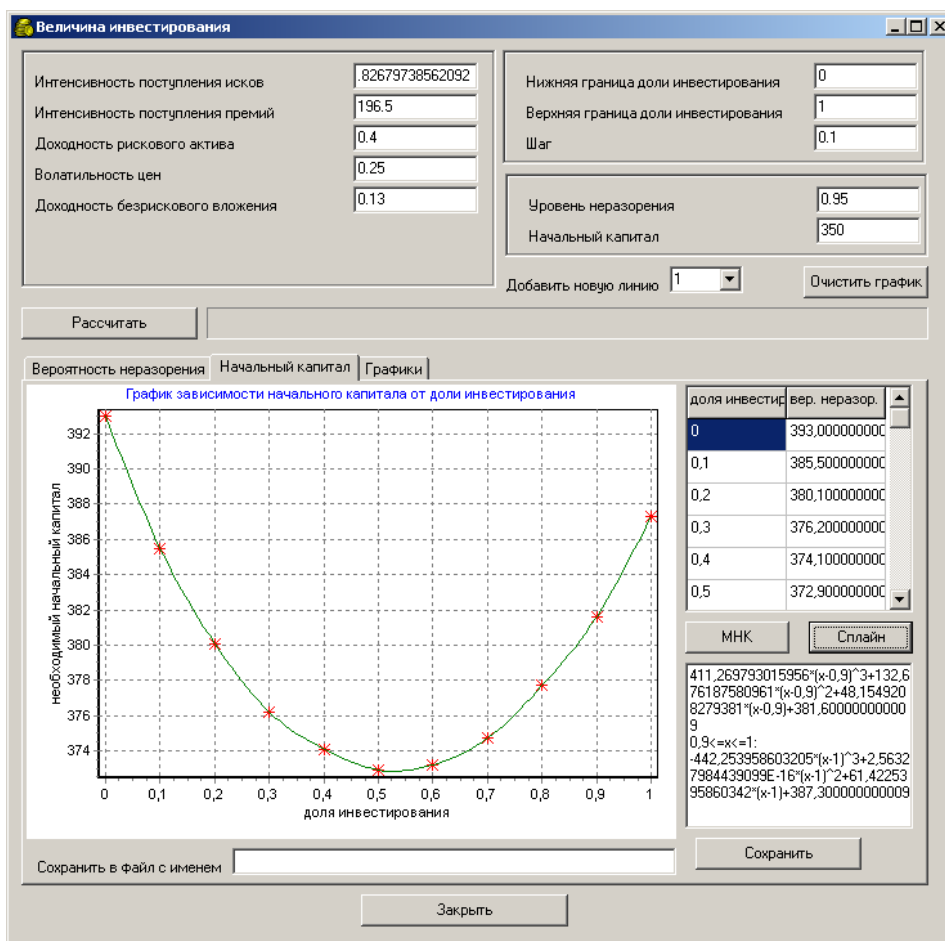 Величина инвестирования
Интенсивность поступления исков .82679738562092
Интенсивность поступления премий 196.5
Доходность рискового актива 0.4
Волатильность цен 0.25
Доходность безрискового вложения 0.13
Нижняя граница доли инвестирования 0
Верхняя граница доли инвестирования 1
Шаг 0.1
Уровень неразорения 0.95
Начальный капитал 350
Добавить новую линию 1
Очистить график
Рассчитать
Вероятность неразорения Начальный капитал Графики
График зависимости начального капитала от доли инвестирования
необходимый начальный капитал
392
390
388
386
384
382
380
378
376
374
0 0,1 0,2 0,3 0,4 0,5 0,6 0,7 0,8 0,9 1
доля инвестирования
доля инвестир вер. неразор.
0 393,000000000
0,1 385,500000000
0,2 380,100000000
0,3 376,200000000
0,4 374,100000000
0,5 372,900000000
МНК Сплайн
411,269793015956*(x-0,9)^3+132,6
76187580961*(x-0,9)^2+48,154920
8279381*(x-0,9)+381,60000000000
9
0,9<=x<=1:
-442,253958603205*(x-1)^3+2,5632
7984439099E-16*(x-1)^2+61,42253
95860342*(x-1)+387,300000000009
Сохранить в файл с именем
Сохранить
Закрыть